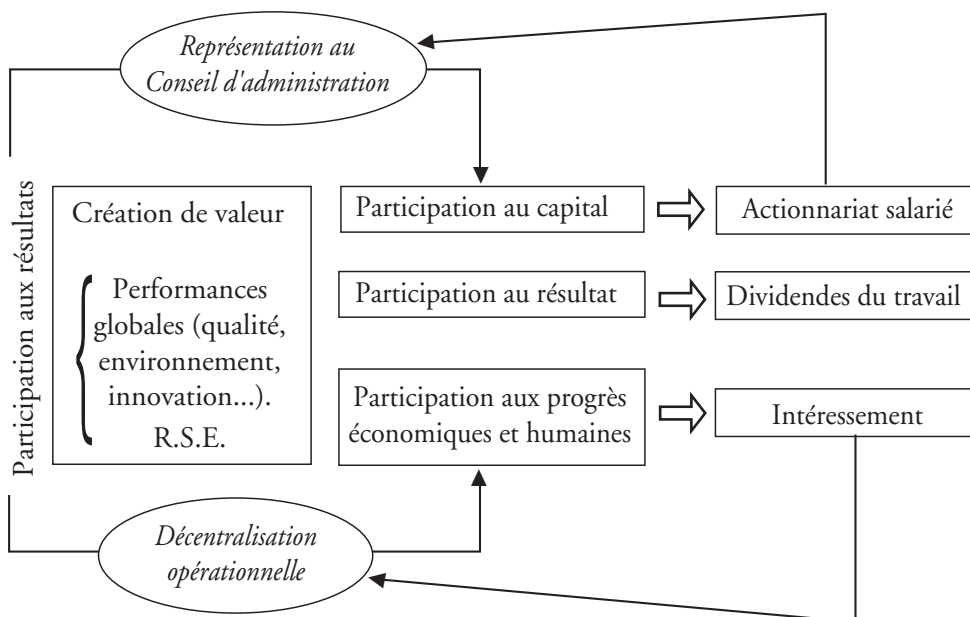 Représentation au
Conseil d'administration
Participation aux résultats
Création de valeur
Performances
globales (qualité,
environnement,
innovation...).
R.S.E.
Participation au capital
Actionnariat salarié
Participation au résultat
Dividendes du travail
Participation aux progrès
économiques et humaines
Intéressement
Décentralisation
opérationnelle